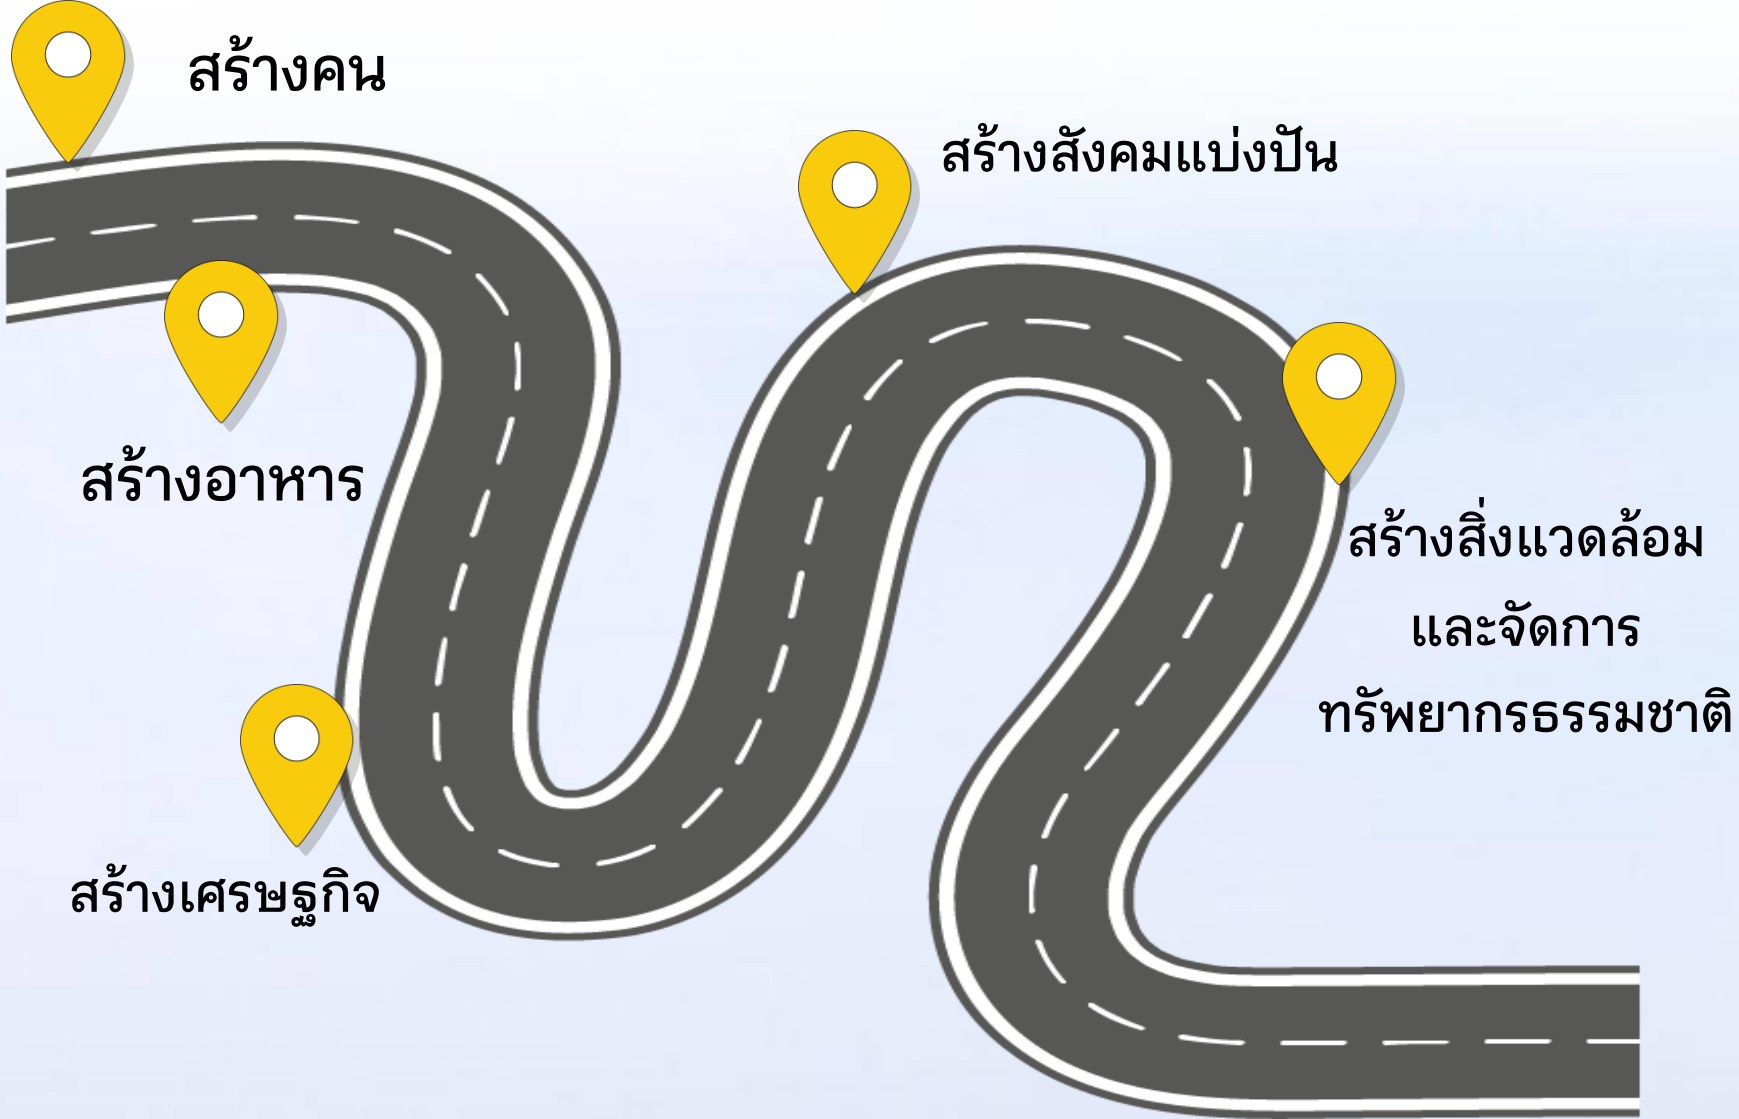 สร้างคน
สร้างสังคมแบ่งปัน
สร้างอาหาร
สร้างสิ่งแวดล้อม
และจัดการ
ทรัพยากรธรรมชาติ
สร้างเศรษฐกิจ